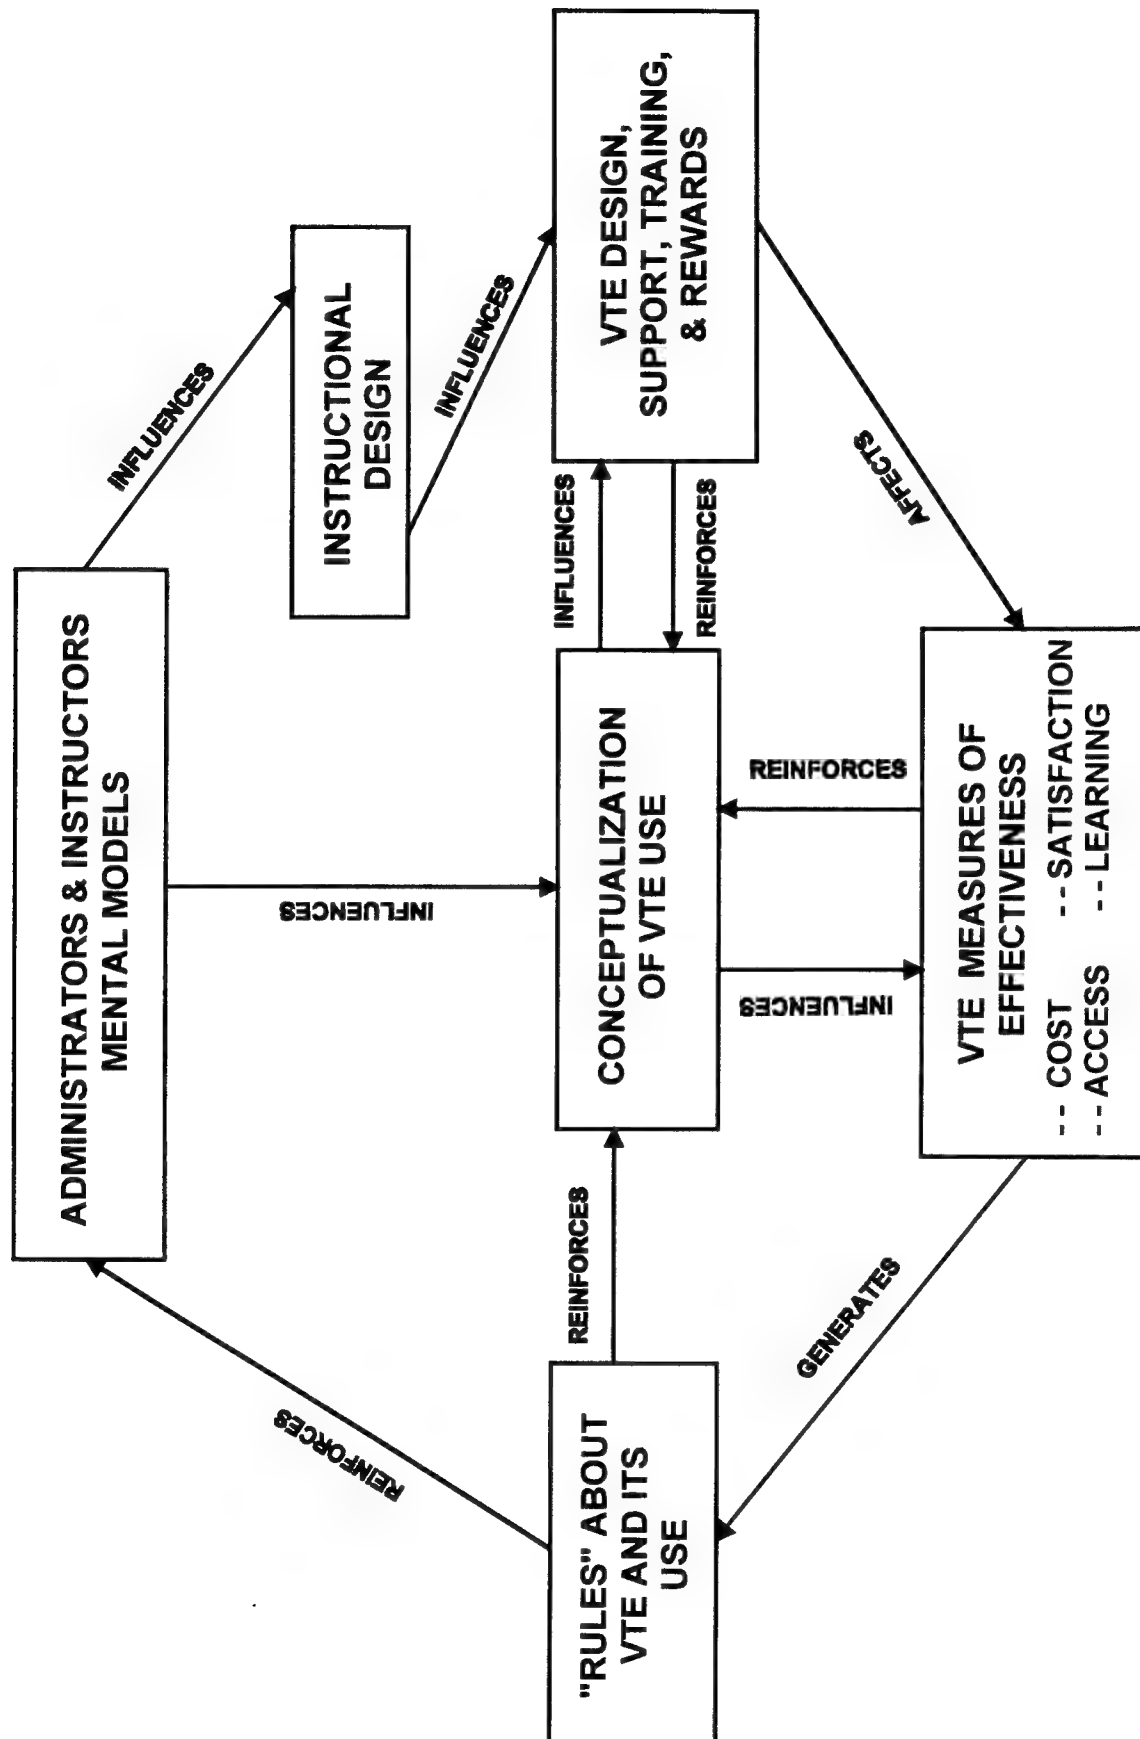 ADMINISTRATORS & INSTRUCTORS
MENTAL MODELS
INFLUENCES
INSTRUCTIONAL
DESIGN
INFLUENCES
REINFORCES
INFLUENCES
"RULES" ABOUT
VTE AND ITS
USE
REINFORCES
CONCEPTUALIZATION
OF VTE USE
INFLUENCES
REINFORCES
VTE DESIGN,
SUPPORT, TRAINING,
& REWARDS
GENERATES
INFLUENCES
REINFORCES
AFFECTS
VTE MEASURES OF
EFFECTIVENESS
-- COST --SATISFACTION
--ACCESS --LEARNING